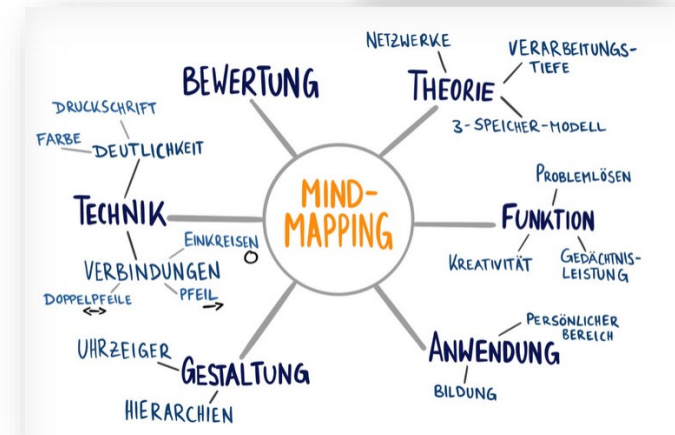 MIND-
MAPPING
NETZWERKE
VERARBEITUNGS-
TIEFE
THEORIE
3-SPEICHER-MODELL
PROBLEMLÖSEN
FUNKTION
KREATIVITÄT
GEDÄCHTNIS-
LEISTUNG
PERSÖNLICHER
BEREICH
ANWENDUNG
BILDUNG
UHRZEIGER
GESTALTUNG
HIERARCHIEN
DRUCKSCHRIFT
FARBE
DEUTLICHKEIT
TECHNIK
EINKREISEN
VERBINDUNGEN
DOPPELPFEILE
PFEIL
BEWERTUNG